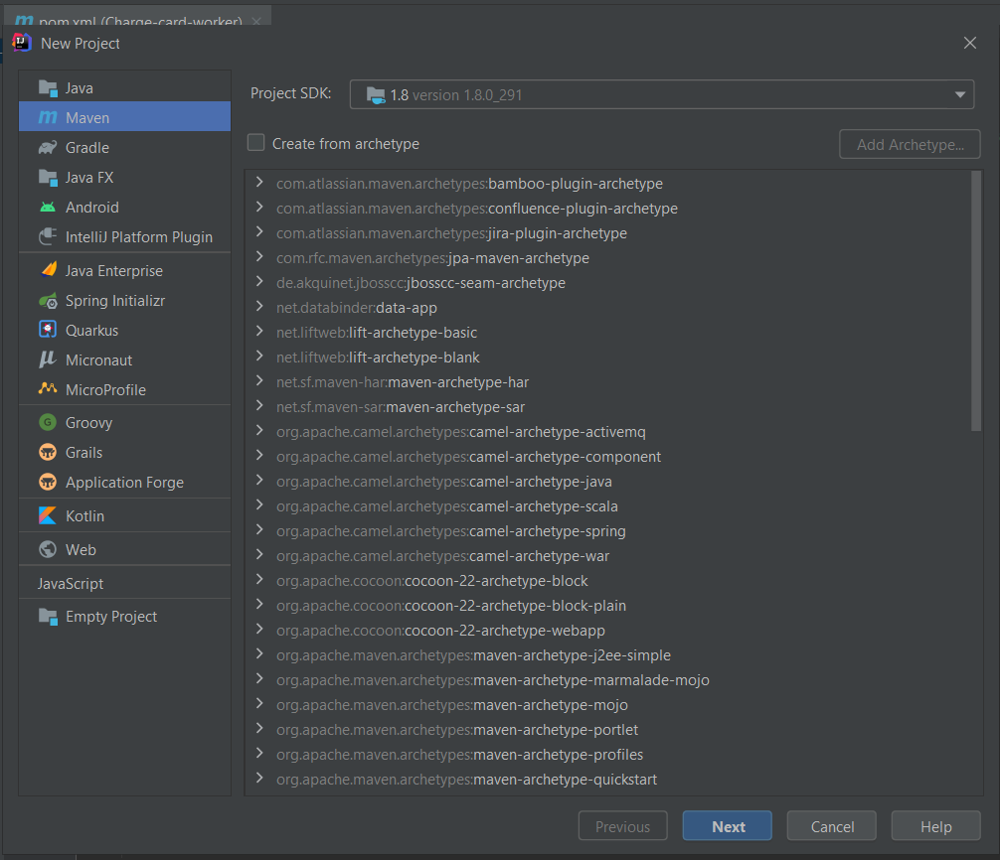 pom.xml (Charge-card-worker)
New Project
Java
Maven
Gradle
Java FX
Android
IntelliJ Platform Plugin
Java Enterprise
Spring Initializr
Quarkus
Micronaut
MicroProfile
Groovy
Grails
Application Forge
Kotlin
Web
JavaScript
Empty Project
Project SDK: 1.8 version 1.8.0_291
Create from archetype
Add Archetype...
com.atlassian.maven.archetypes:bamboo-plugin-archetype
com.atlassian.maven.archetypes:confluence-plugin-archetype
com.atlassian.maven.archetypes:jira-plugin-archetype
com.rfc.maven.archetypes:jpa-maven-archetype
de.akquinet.jbosscc:jbosscc-seam-archetype
net.databinder:data-app
net.liftweb:lift-archetype-basic
net.liftweb:lift-archetype-blank
net.sf.maven-har:maven-archetype-har
net.sf.maven-sar:maven-archetype-sar
org.apache.camel.archetypes:camel-archetype-activemq
org.apache.camel.archetypes:camel-archetype-component
org.apache.camel.archetypes:camel-archetype-java
org.apache.camel.archetypes:camel-archetype-scala
org.apache.camel.archetypes:camel-archetype-spring
org.apache.camel.archetypes:camel-archetype-war
org.apache.cocoon:cocoon-22-archetype-block
org.apache.cocoon:cocoon-22-archetype-block-plain
org.apache.cocoon:cocoon-22-archetype-webapp
org.apache.maven.archetypes:maven-archetype-j2ee-simple
org.apache.maven.archetypes:maven-archetype-marmalade-mojo
org.apache.maven.archetypes:maven-archetype-mojo
org.apache.maven.archetypes:maven-archetype-portlet
org.apache.maven.archetypes:maven-archetype-profiles
org.apache.maven.archetypes:maven-archetype-quickstart
Previous
Next
Cancel
Help